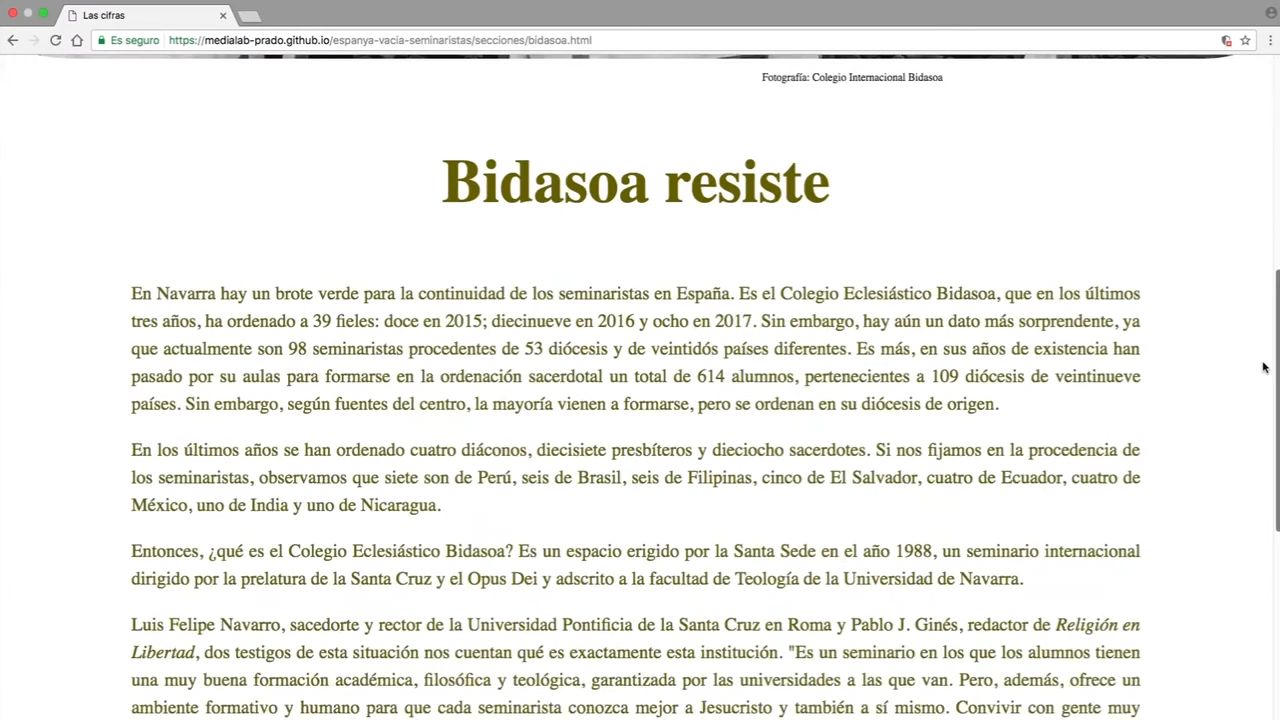 Las cifras
Es seguro https://medialab-prado.github.io/espanya-vacia-seminaristas/secciones/bidasoa.html
Fotografía: Colegio Internacional Bidasoa
Bidasoa resiste
En Navarra hay un brote verde para la continuidad de los seminaristas en España. Es el Colegio Eclesiástico Bidasoa, que en los últimos
tres años, ha ordenado a 39 fieles: doce en 2015; diecinueve en 2016 y ocho en 2017. Sin embargo, hay aún un dato más sorprendente, ya
que actualmente son 98 seminaristas procedentes de 53 diócesis y de veintidós países diferentes. Es más, en sus años de existencia han
pasado por su aulas para formarse en la ordenación sacerdotal un total de 614 alumnos, pertenecientes a 109 diócesis de veintinueve
países. Sin embargo, según fuentes del centro, la mayoría vienen a formarse, pero se ordenan en su diócesis de origen.
En los últimos años se han ordenado cuatro diáconos, diecisiete presbíteros y dieciocho sacerdotes. Si nos fijamos en la procedencia de
los seminaristas, observamos que siete son de Perú, seis de Brasil, seis de Filipinas, cinco de El Salvador, cuatro de Ecuador, cuatro de
México, uno de India y uno de Nicaragua.
Entonces, ¿qué es el Colegio Eclesiástico Bidasoa? Es un espacio erigido por la Santa Sede en el año 1988, un seminario internacional
dirigido por la prelatura de la Santa Cruz y el Opus Dei y adscrito a la facultad de Teología de la Universidad de Navarra.
Luis Felipe Navarro, sacedorte y rector de la Universidad Pontificia de la Santa Cruz en Roma y Pablo J. Ginés, redactor de Religión en
Libertad, dos testigos de esta situación nos cuentan qué es exactamente esta institución. "Es un seminario en los que los alumnos tienen
una muy buena formación académica, filosófica y teológica, garantizada por las universidades a las que van. Pero, además, ofrece un
ambiente formativo y humano para que cada seminarista conozca mejor a Jesucristo y también a sí mismo. Convivir con gente muy